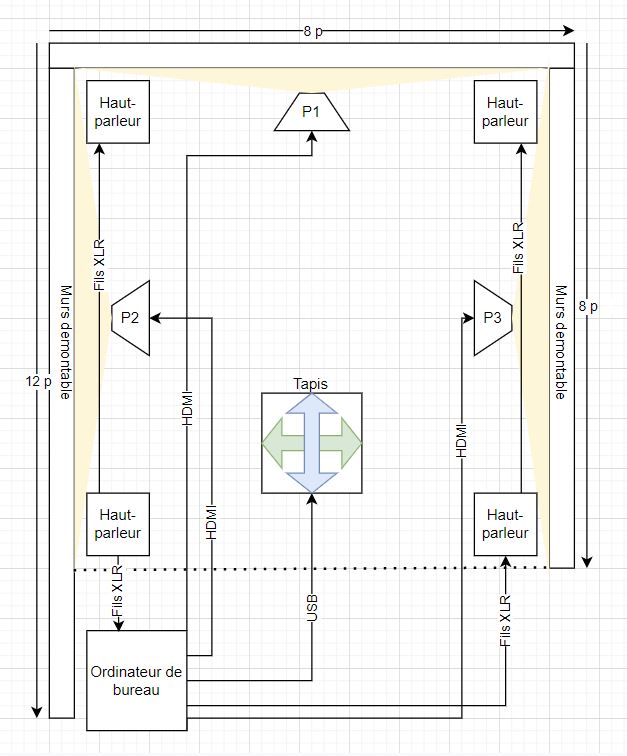 8 p
Haut-
parleur
P1
Haut-
parleur
Fils XLR
Fils XLR
Murs demontable
P2
P3
Murs demontable
8 p
12 p
Tapis
HDMI
HDMI
HDMI
Haut-
parleur
Haut-
parleur
Fils XLR
USB
Fils XLR
Ordinateur de
bureau